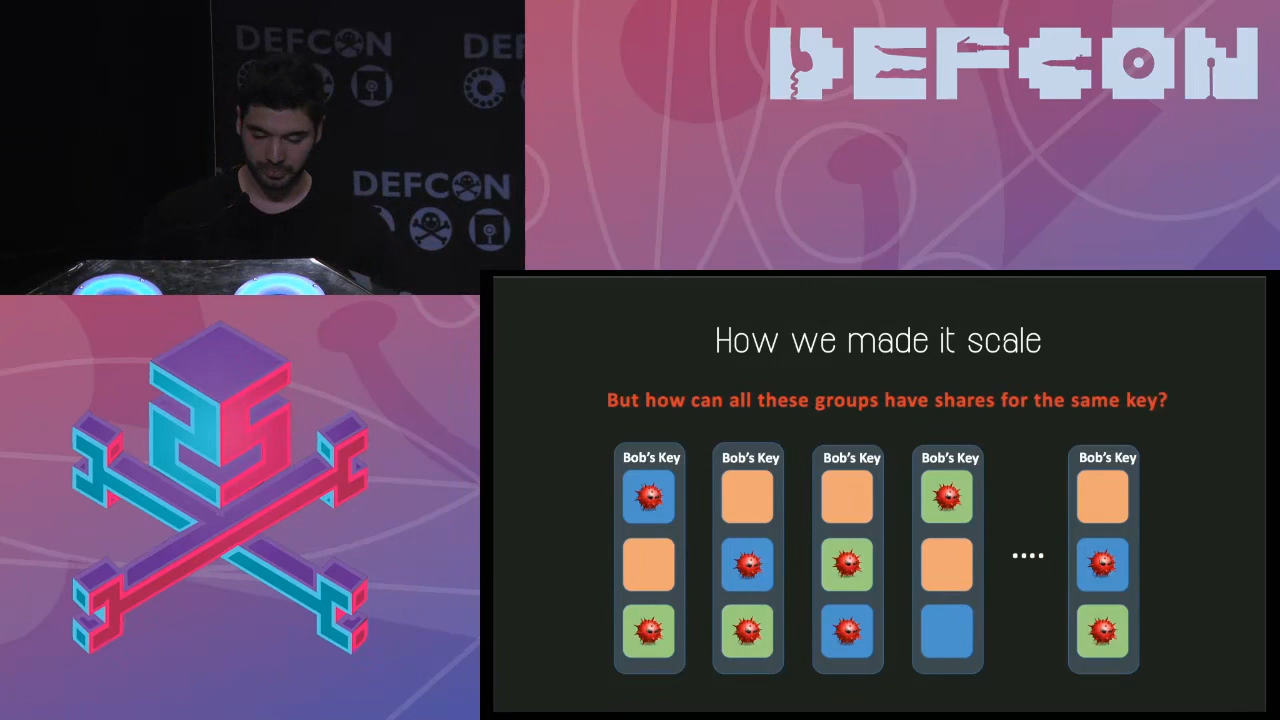 DEFCON
DEF
DEFCON
DEFCON
How we made it scale
But how can all these groups have shares for the same key?
Bob's Key
Bob's Key
Bob's Key
Bob's Key
Bob's Key
....